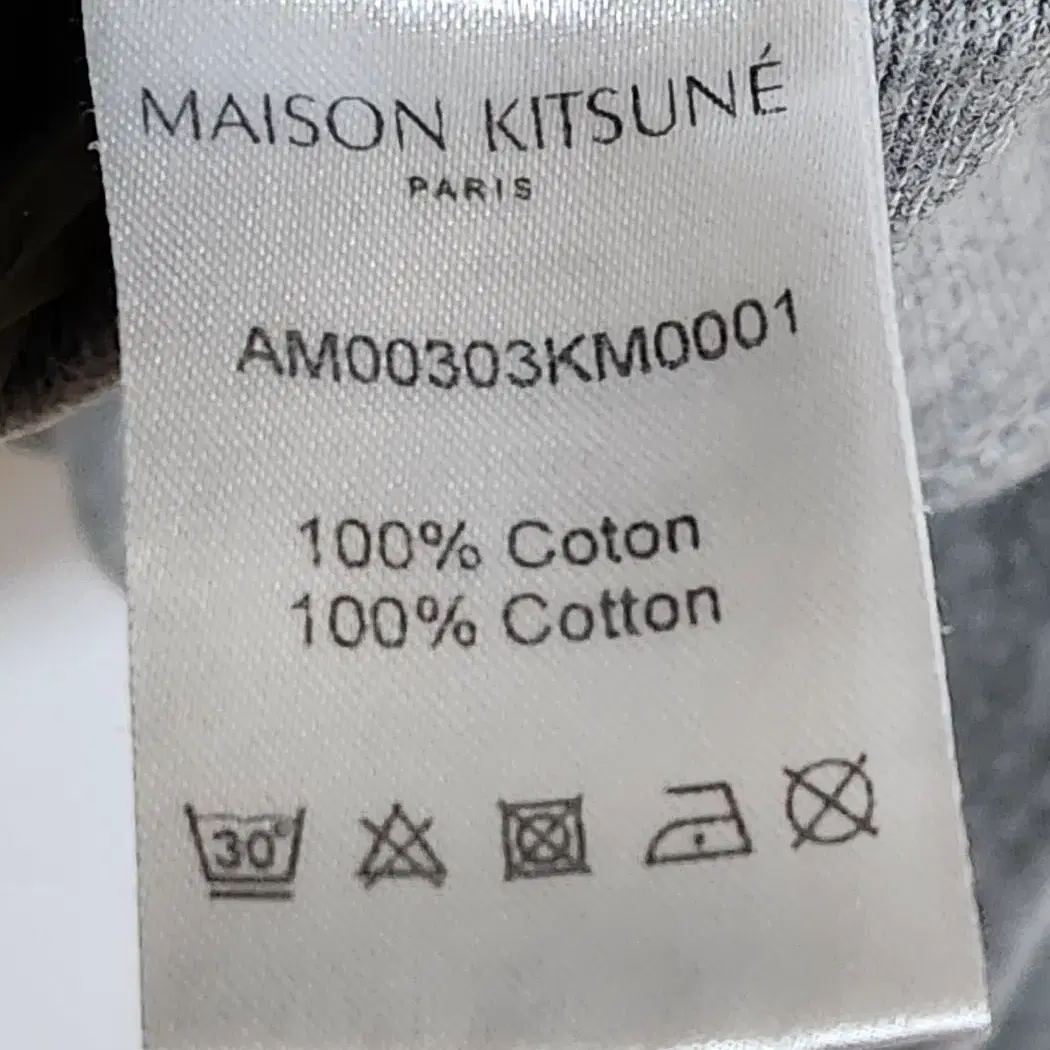 MAISON KITSUNÉ
PARIS
AM00303KM0001
100% Coton
100% Cotton
30°